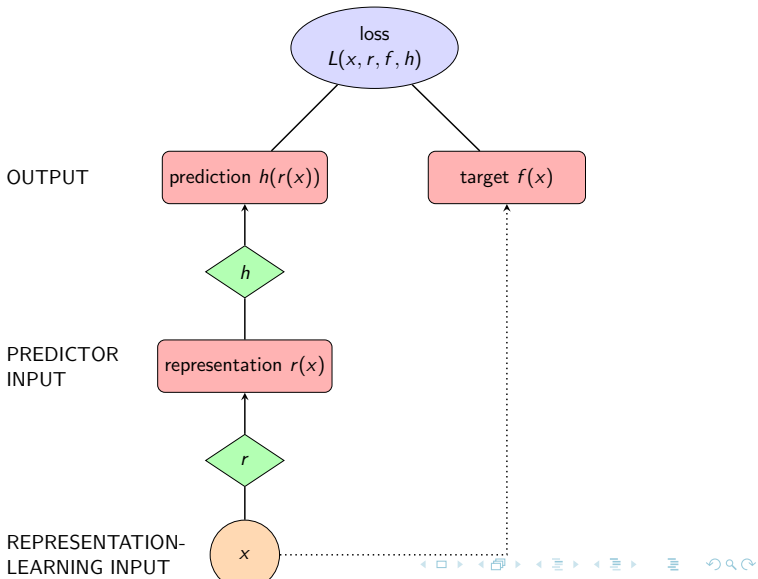 loss
L(x, r, f, h)
OUTPUT
prediction h(r(x))
target f(x)
h
PREDICTOR
INPUT
representation r(x)
r
REPRESENTATION-
LEARNING INPUT
x